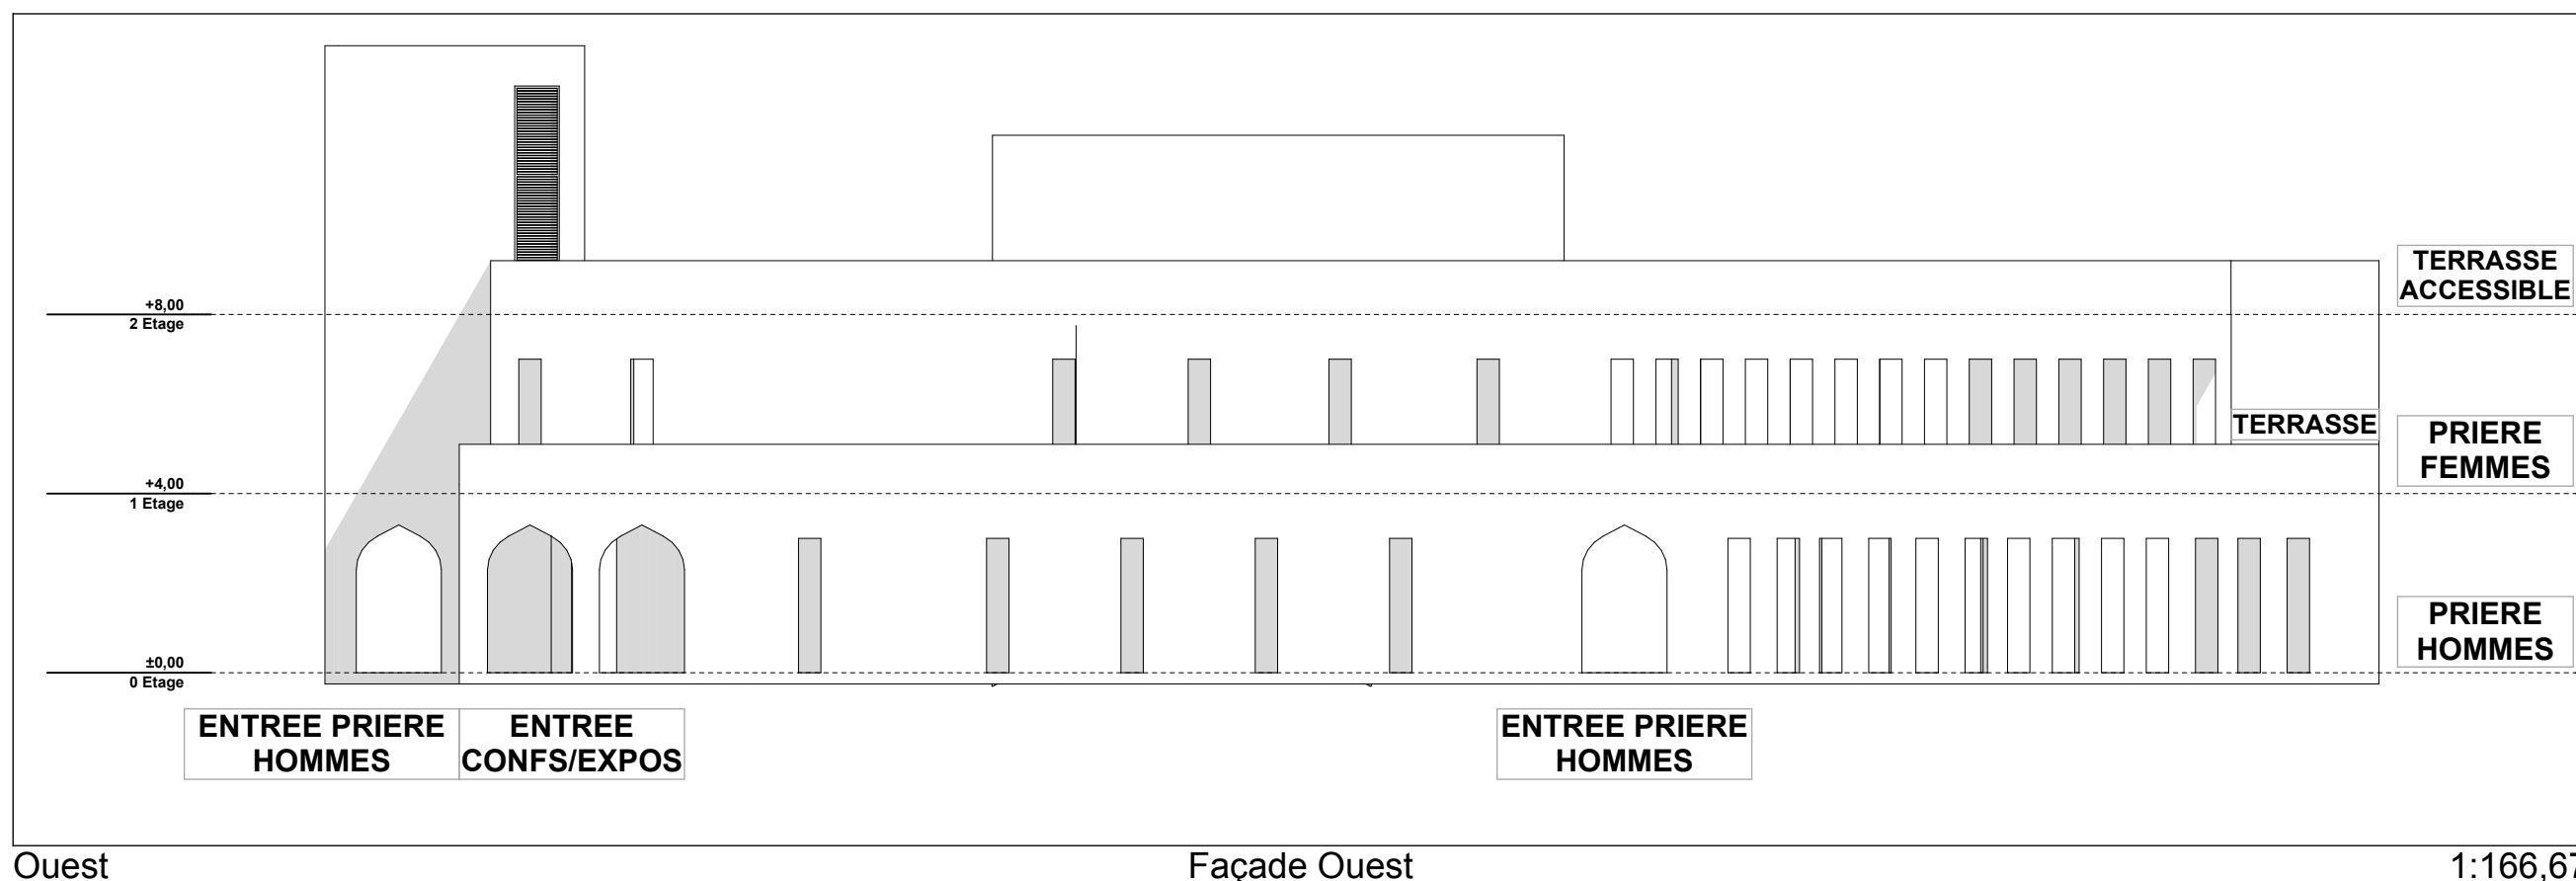 TERRASSE
ACCESSIBLE
+8,00
2 Etage
TERRASSE
PRIERE
FEMMES
+4,00
1 Etage
PRIERE
HOMMES
±0,00
0 Etage
ENTREE PRIERE
HOMMES
ENTREE
CONFS/EXPOS
ENTREE PRIERE
HOMMES
Ouest
Façade Ouest
1:166,67